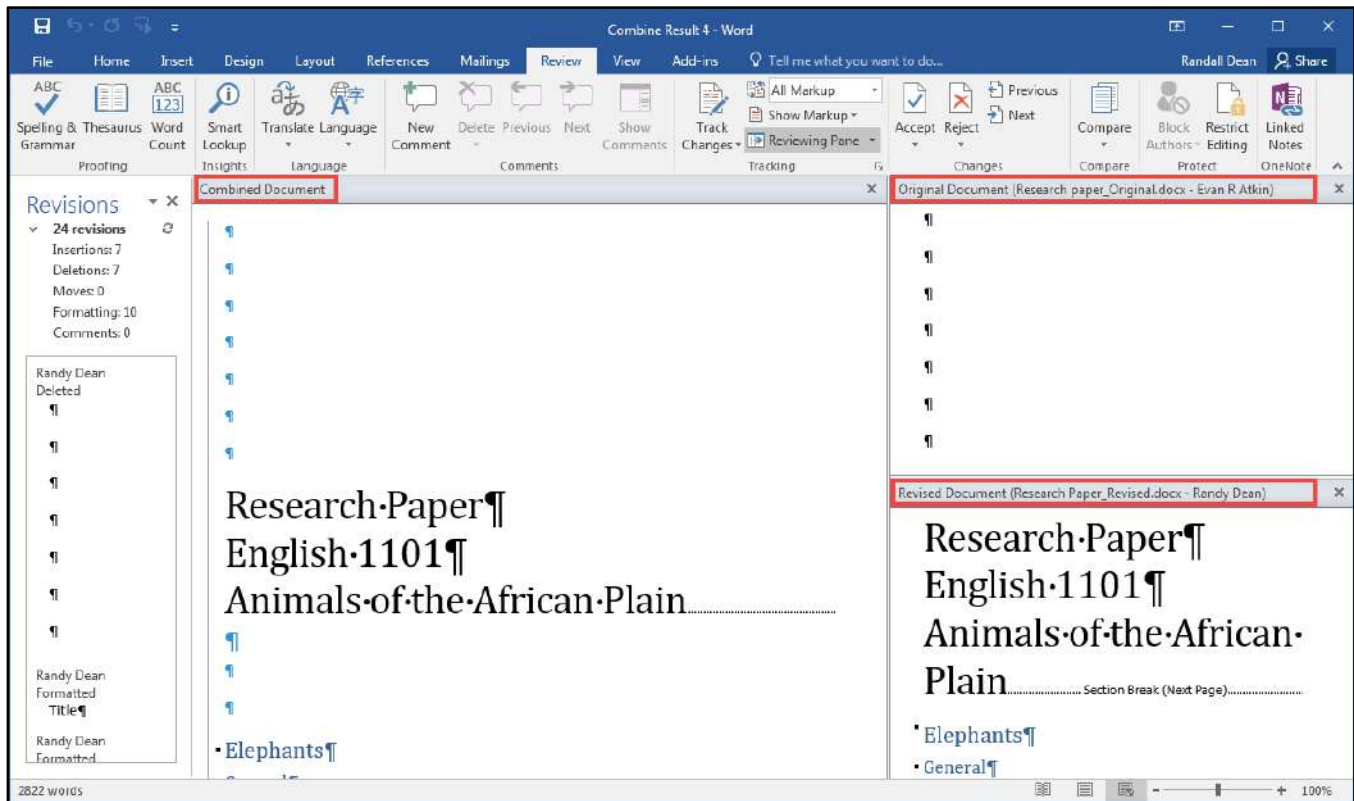 Combine Result 4 - Word
File Home Insert Design Layout References Mailings Review View Add-ins Tell me what you want to do... Randall Dean Share
ABC
Spelling & Grammar
Thesaurus
ABC
123
Word Count
Proofing
Smart Lookup
Insights
Translate
Language
Language
New Comment
Delete
Previous
Next
Show Comments
Comments
Track Changes
All Markup
Show Markup
Reviewing Pane
Tracking
Accept
Reject
Previous
Next
Changes
Compare
Compare
Block Authors
Restrict Editing
Protect
Linked Notes
OneNote
Revisions
24 revisions
Insertions: 7
Deletions: 7
Moves: 0
Formatting: 10
Comments: 0
Randy Dean
Deleted
¶
¶
¶
¶
¶
¶
¶
Randy Dean
Formatted
Title¶
Randy Dean
Formatted
Combined Document
¶
¶
¶
¶
¶
¶
¶
Research·Paper¶
English·1101¶
Animals·of·the·African·Plain
¶
¶
¶
Elephants¶
Original Document (Research paper_Original.docx - Evan R Atkin)
¶
¶
¶
¶
¶
¶
¶
Revised Document (Research Paper_Revised.docx - Randy Dean)
Research·Paper¶
English·1101¶
Animals·of·the·African·
Plain Section Break (Next Page)
Elephants¶
General¶
2822 words
100%